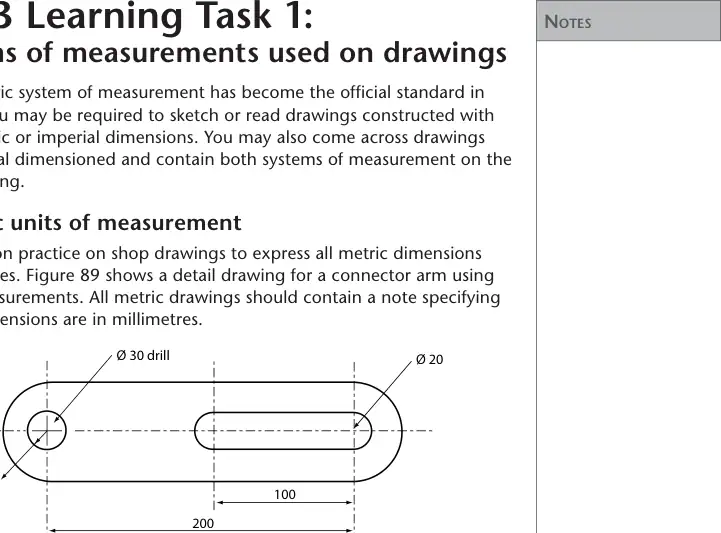 3 Learning Task 1:
ns of measurements used on drawings
ric system of measurement has become the official standard in
u may be required to sketch or read drawings constructed with
ic or imperial dimensions. You may also come across drawings
al dimensioned and contain both systems of measurement on the
ng.
c units of measurement
on practice on shop drawings to express all metric dimensions
es. Figure 89 shows a detail drawing for a connector arm using
surements. All metric drawings should contain a note specifying
ensions are in millimetres.
Ø 30 drill
Ø 20
100
200
NOTES